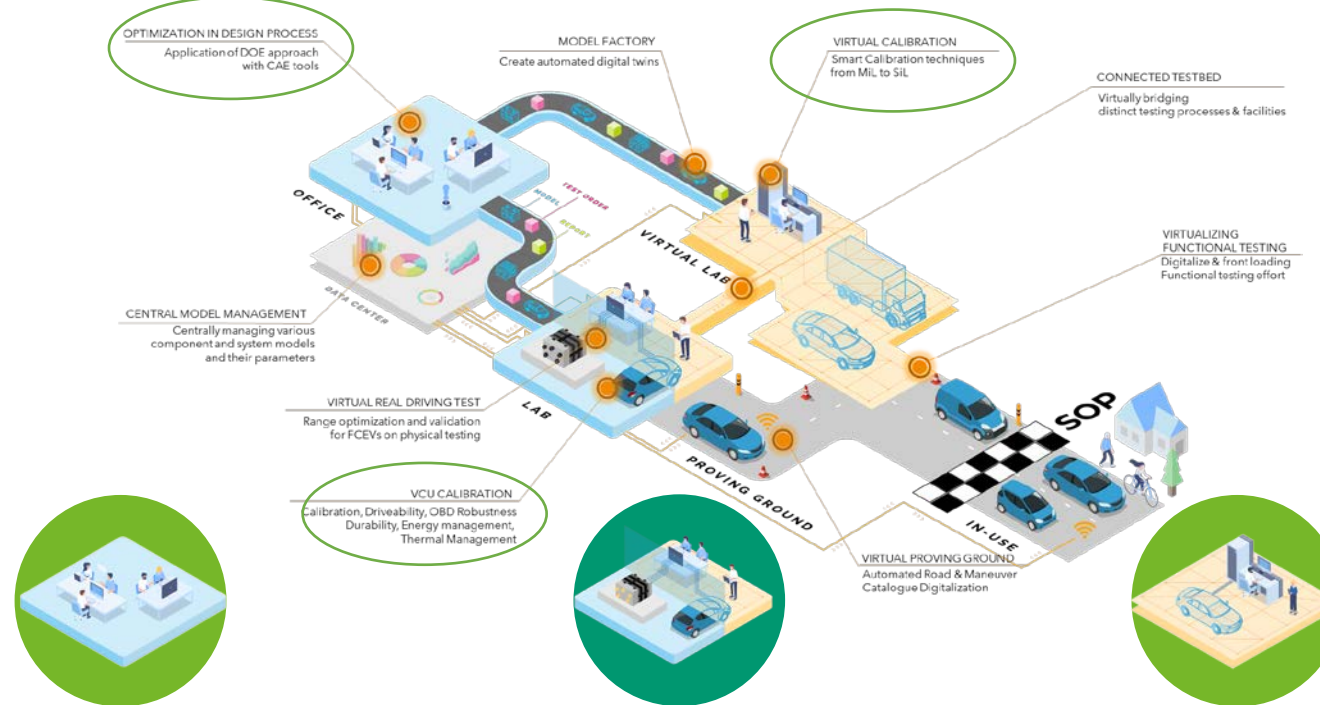 OPTIMIZATION IN DESIGN PROCESS
Application of DOE approach
with CAE tools
MODEL FACTORY
Create automated digital twins
VIRTUAL CALIBRATION
Smart Calibration techniques
from MiL to SiL
CONNECTED TESTBED
Virtually bridging
distinct testing processes & facilities
OFFICE
MODEL
TEST ORDER
REPORT
VIRTUAL LAB
VIRTUALIZING
FUNCTIONAL TESTING
Digitalize & front loading
Functional testing effort
DATA CENTER
CENTRAL MODEL MANAGEMENT
Centrally managing various
component and system models
and their parameters
VIRTUAL REAL DRIVING TEST
Range optimization and validation
for FCEVs on physical testing
LAB
SOP
PROVING GROUND
IN-USE
VCU CALIBRATION
Calibration, Driveability, OBD Robustness
Durability, Energy management,
Thermal Management
VIRTUAL PROVING GROUND
Automated Road & Maneuver
Catalogue Digitalization